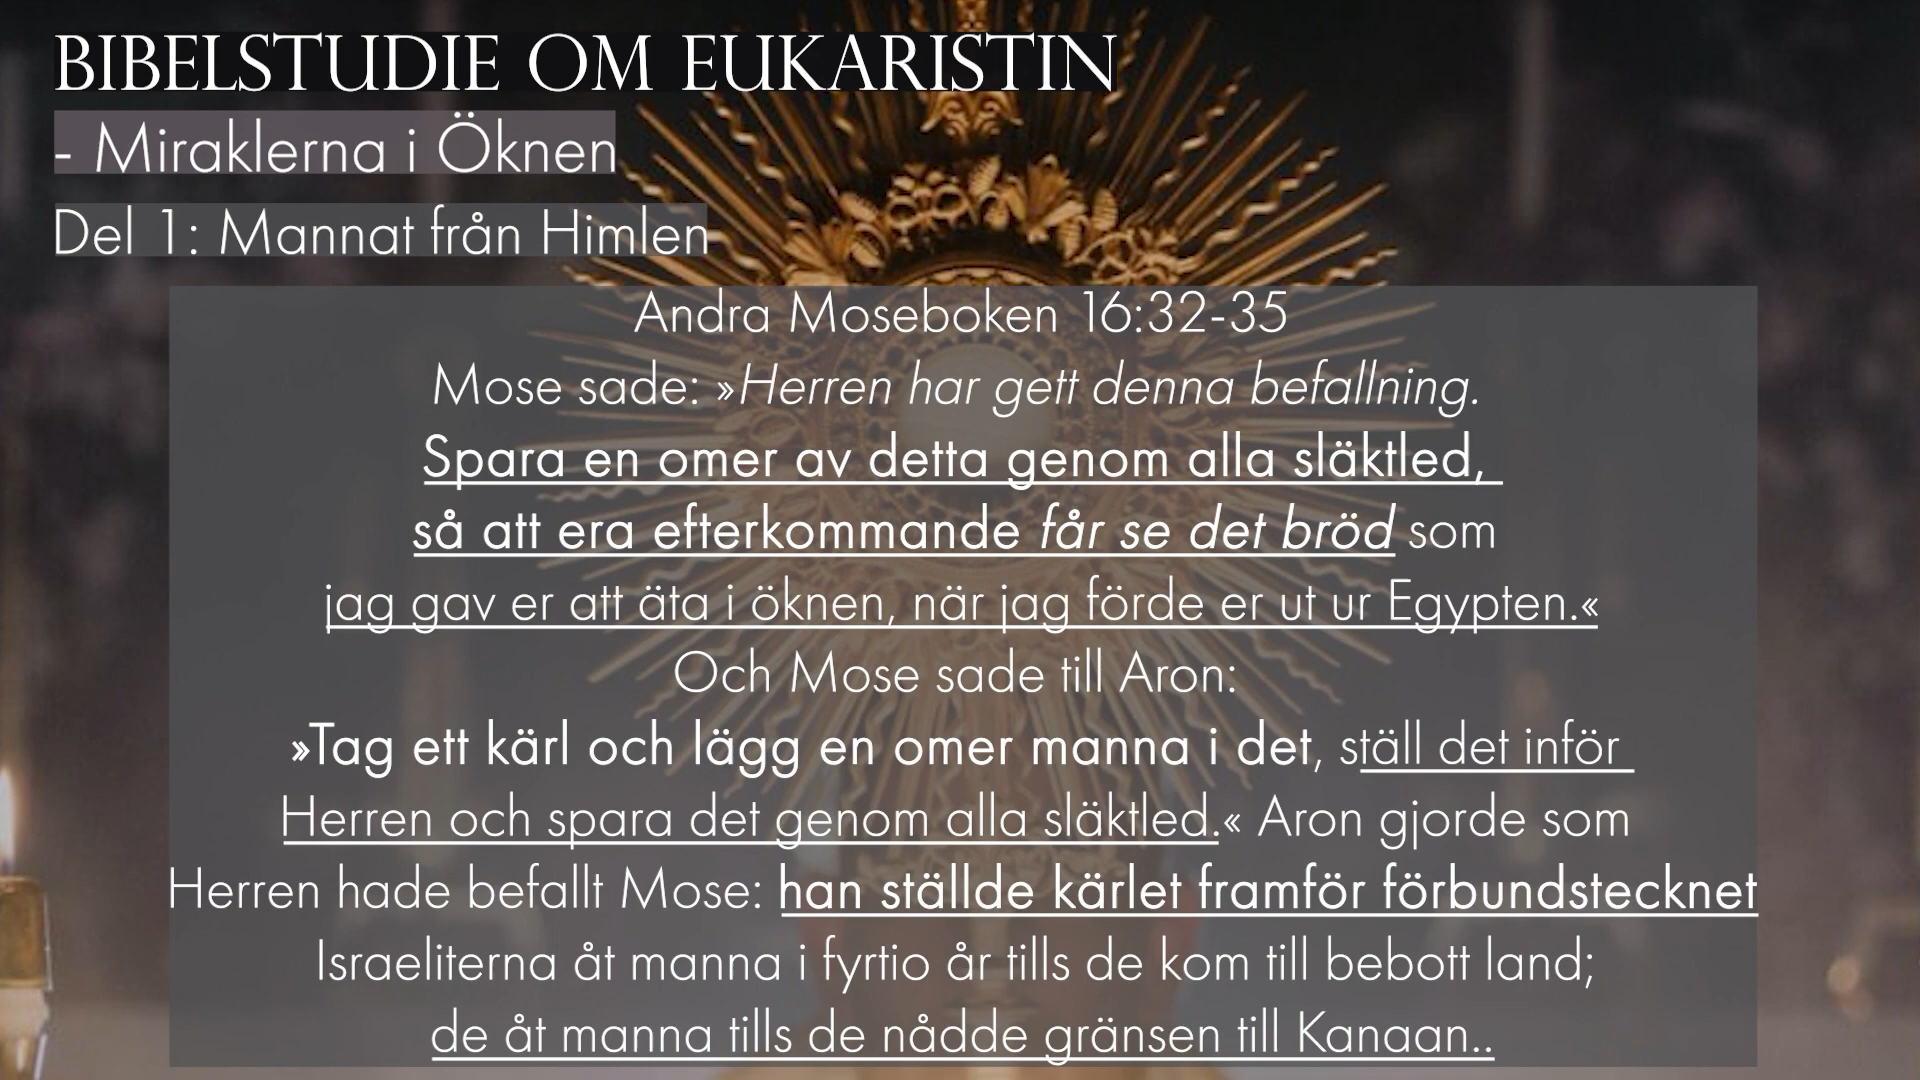 BIBELSTUDIE OM EUKARISTIN
- Miraklerna i Öknen
Del 1: Mannat från Himlen
Andra Moseboken 16:32-35
Mose sade: »Herren har gett denna befallning.
Spara en omer av detta genom alla släktled,
så att era efterkommande får se det bröd som
jag gav er att äta i öknen, när jag förde er ut ur Egypten.«
Och Mose sade till Aron:
»Tag ett kärl och lägg en omer manna i det, ställ det inför
Herren och spara det genom alla släktled.« Aron gjorde som
Herren hade befallt Mose: han ställde kärlet framför förbundstecknet
Israeliterna åt manna i fyrtio år tills de kom till bebott land;
de åt manna tills de nådde gränsen till Kanaan..